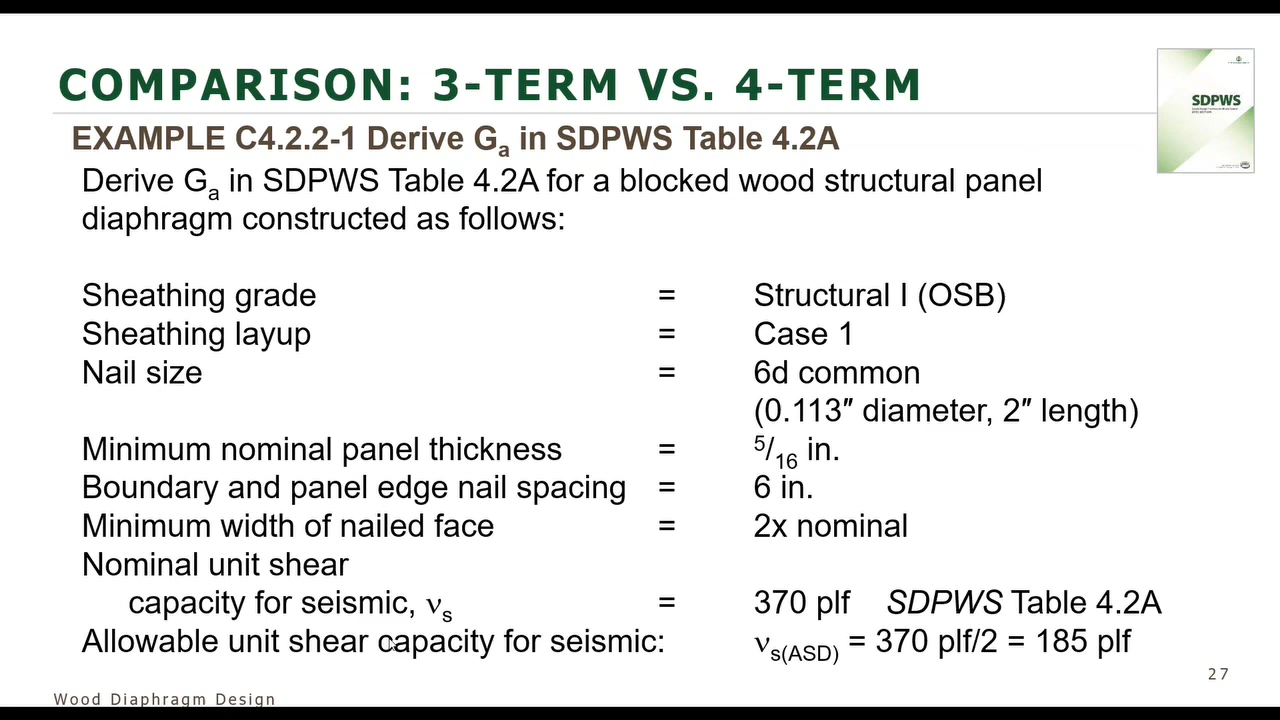 COMPARISON: 3-TERM VS. 4-TERM
SDPWS
EXAMPLE C4.2.2-1 Derive Ga in SDPWS Table 4.2A
Derive Ga in SDPWS Table 4.2A for a blocked wood structural panel
diaphragm constructed as follows:
Sheathing grade = Structural I (OSB)
Sheathing layup = Case 1
Nail size = 6d common
(0.113″ diameter, 2″ length)
Minimum nominal panel thickness = 5/16 in.
Boundary and panel edge nail spacing = 6 in.
Minimum width of nailed face = 2x nominal
Nominal unit shear
capacity for seismic, νs = 370 plf SDPWS Table 4.2A
Allowable unit shear capacity for seismic: νs(ASD) = 370 plf/2 = 185 plf
27
Wood Diaphragm Design